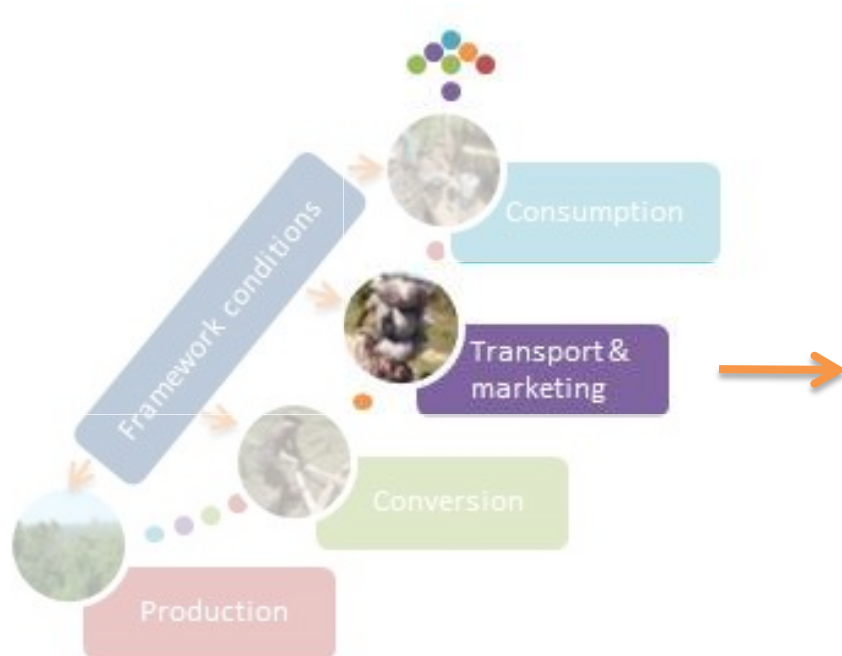 Consumption
Framework conditions
Transport &
marketing
Conversion
Production